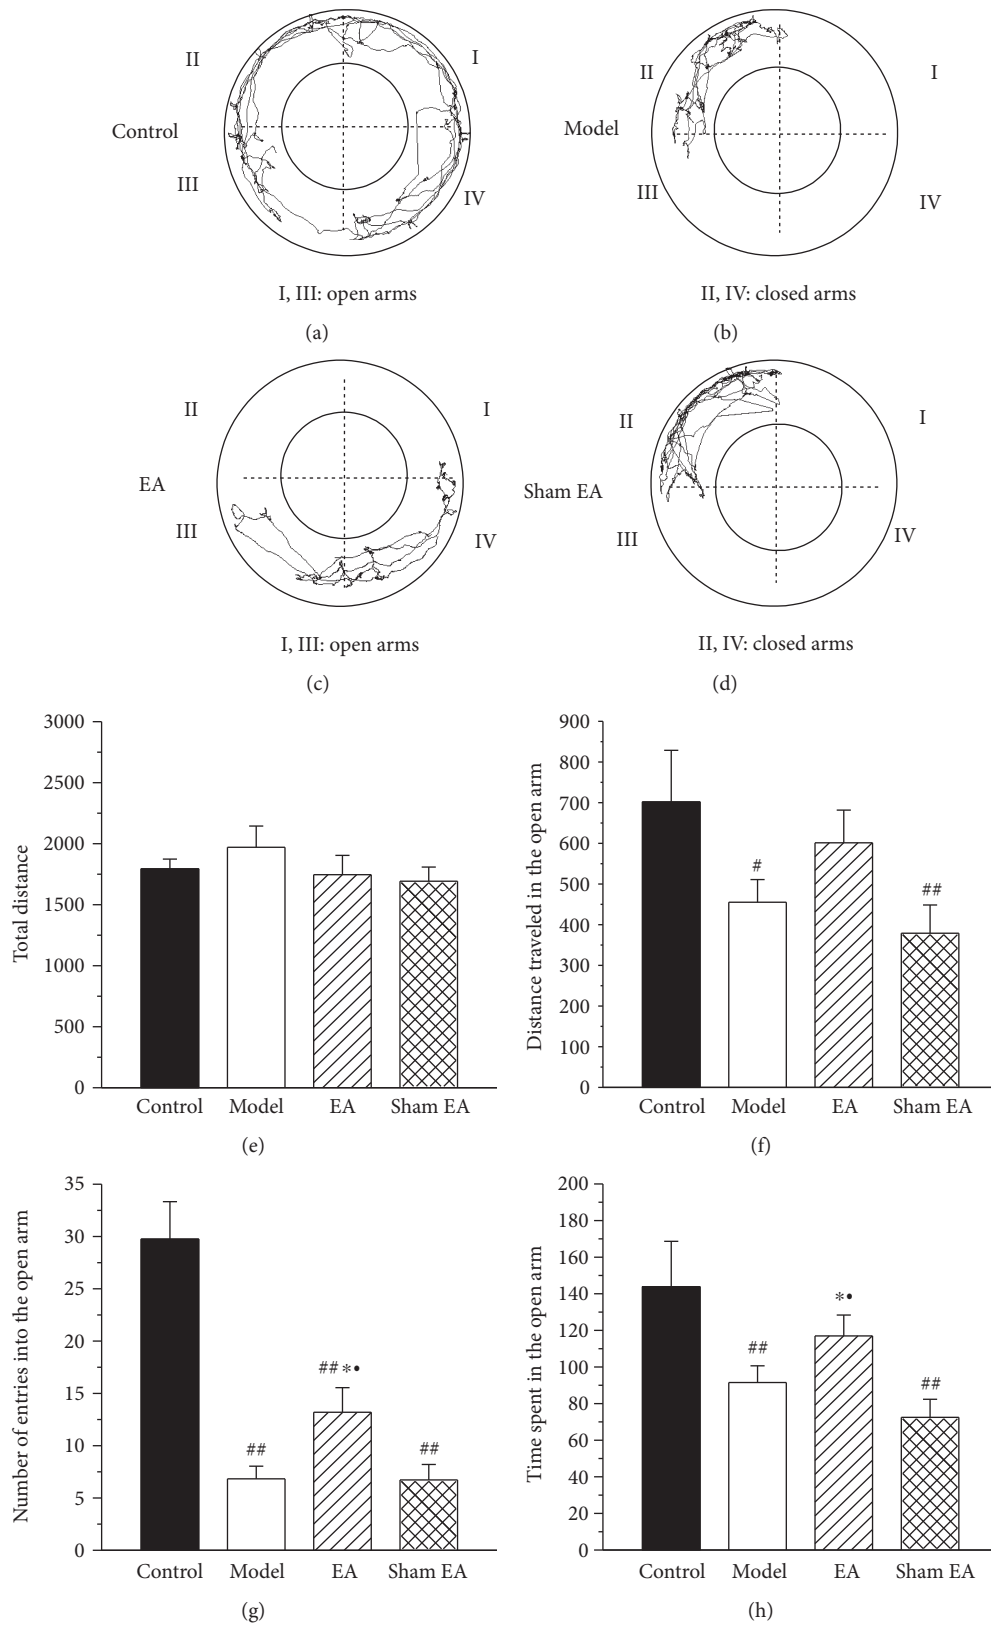 II
I
Control
III
IV
I, III: open arms
(a)
II
I
Model
III
IV
II, IV: closed arms
(b)
II
I
EA
III
IV
I, III: open arms
(c)
II
I
Sham EA
III
IV
II, IV: closed arms
(d)
Total distance
3000
2500
2000
1500
1000
500
0
Control Model EA Sham EA
(e)
Distance traveled in the open arm
900
800
700
600
500
400
300
200
100
0
#
##
Control Model EA Sham EA
(f)
Number of entries into the open arm
35
30
25
20
15
10
5
0
##
##*•
##
Control Model EA Sham EA
(g)
Time spent in the open arm
200
180
160
140
120
100
80
60
40
20
0
##
*•
##
Control Model EA Sham EA
(h)